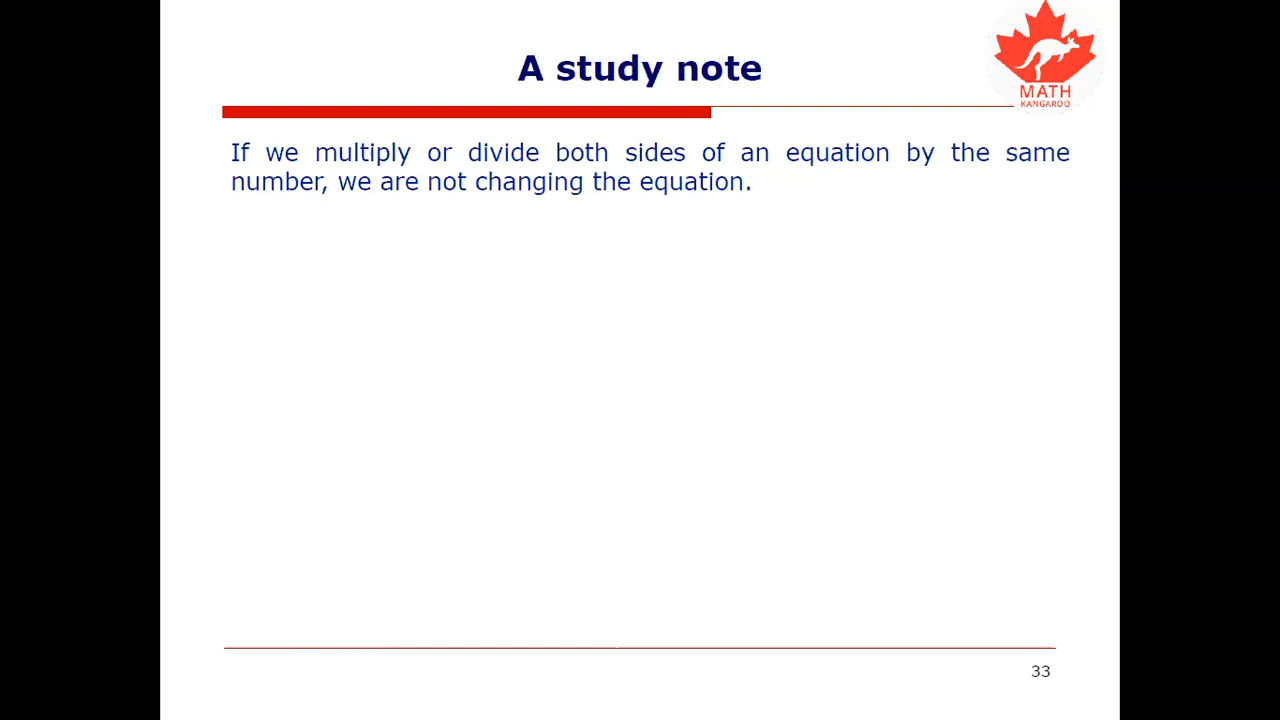 A study note
MATH
KANGAROO
If we multiply or divide both sides of an equation by the same
number, we are not changing the equation.
33